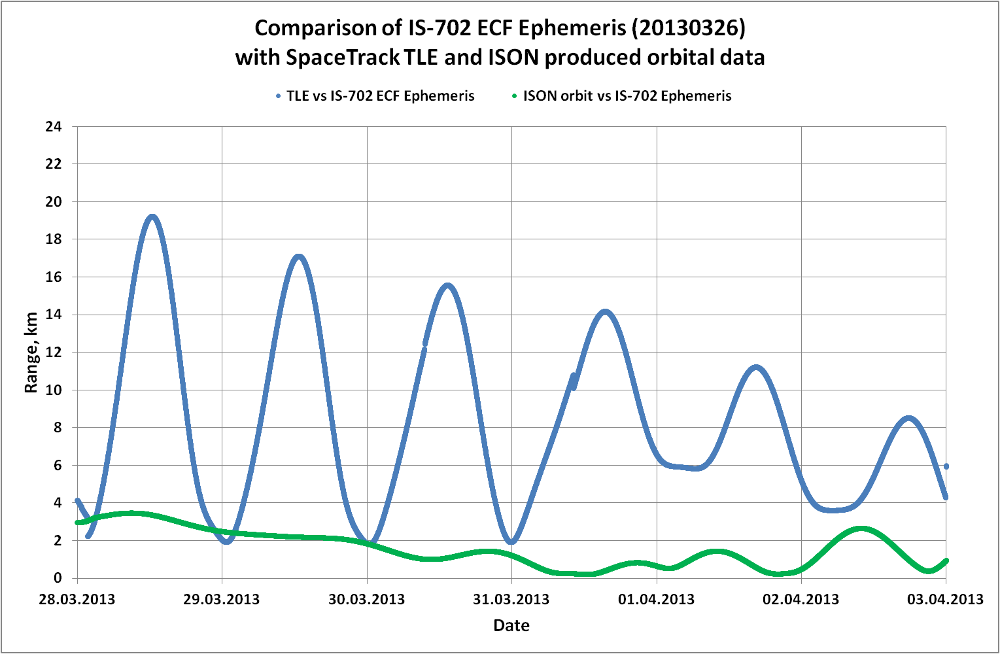 Comparison of IS-702 ECF Ephemeris (20130326)
with SpaceTrack TLE and ISON produced orbital data
TLE vs IS-702 ECF Ephemeris ISON orbit vs IS-702 Ephemeris
24
22
20
18
16
14
12
10
8
6
4
2
0
Range, km
28.03.2013 29.03.2013 30.03.2013 31.03.2013 01.04.2013 02.04.2013 03.04.2013
Date